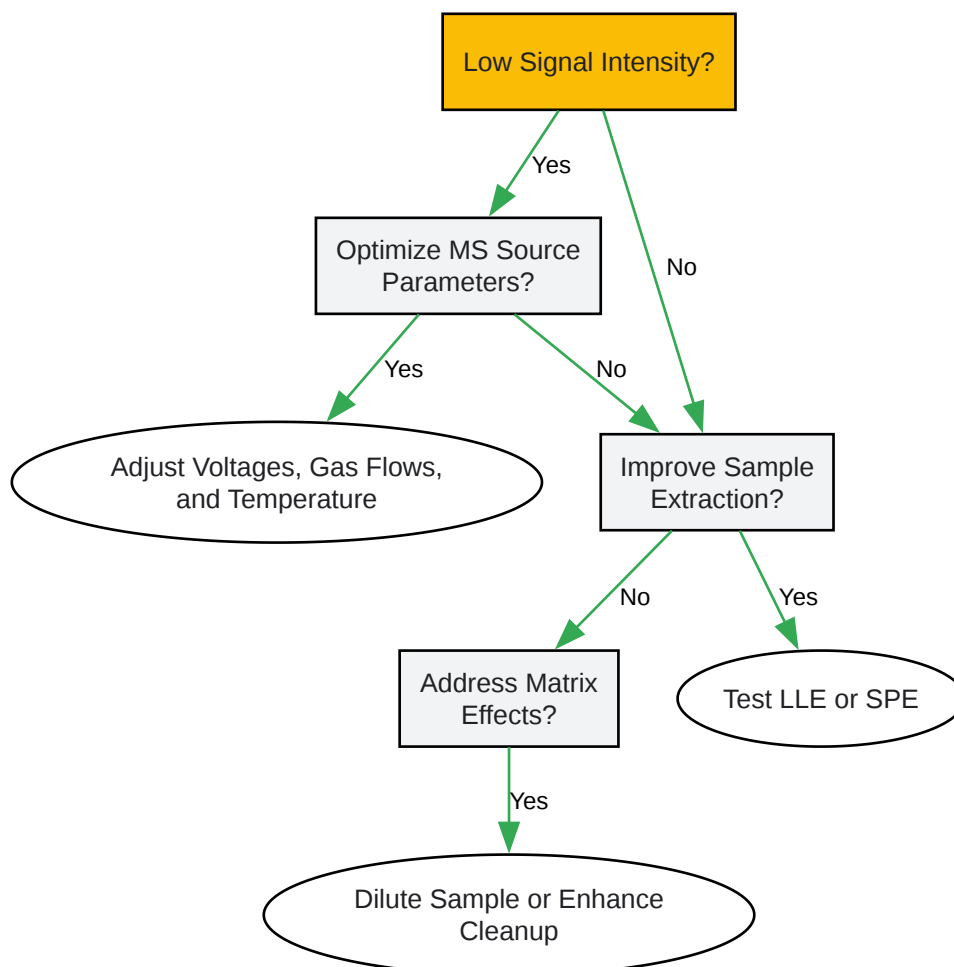 Low Signal Intensity?
Yes
Optimize MS Source
Parameters?
No
Yes
No
Adjust Voltages, Gas Flows,
and Temperature
Improve Sample
Extraction?
No
Yes
Address Matrix
Effects?
Test LLE or SPE
Yes
Dilute Sample or Enhance
Cleanup